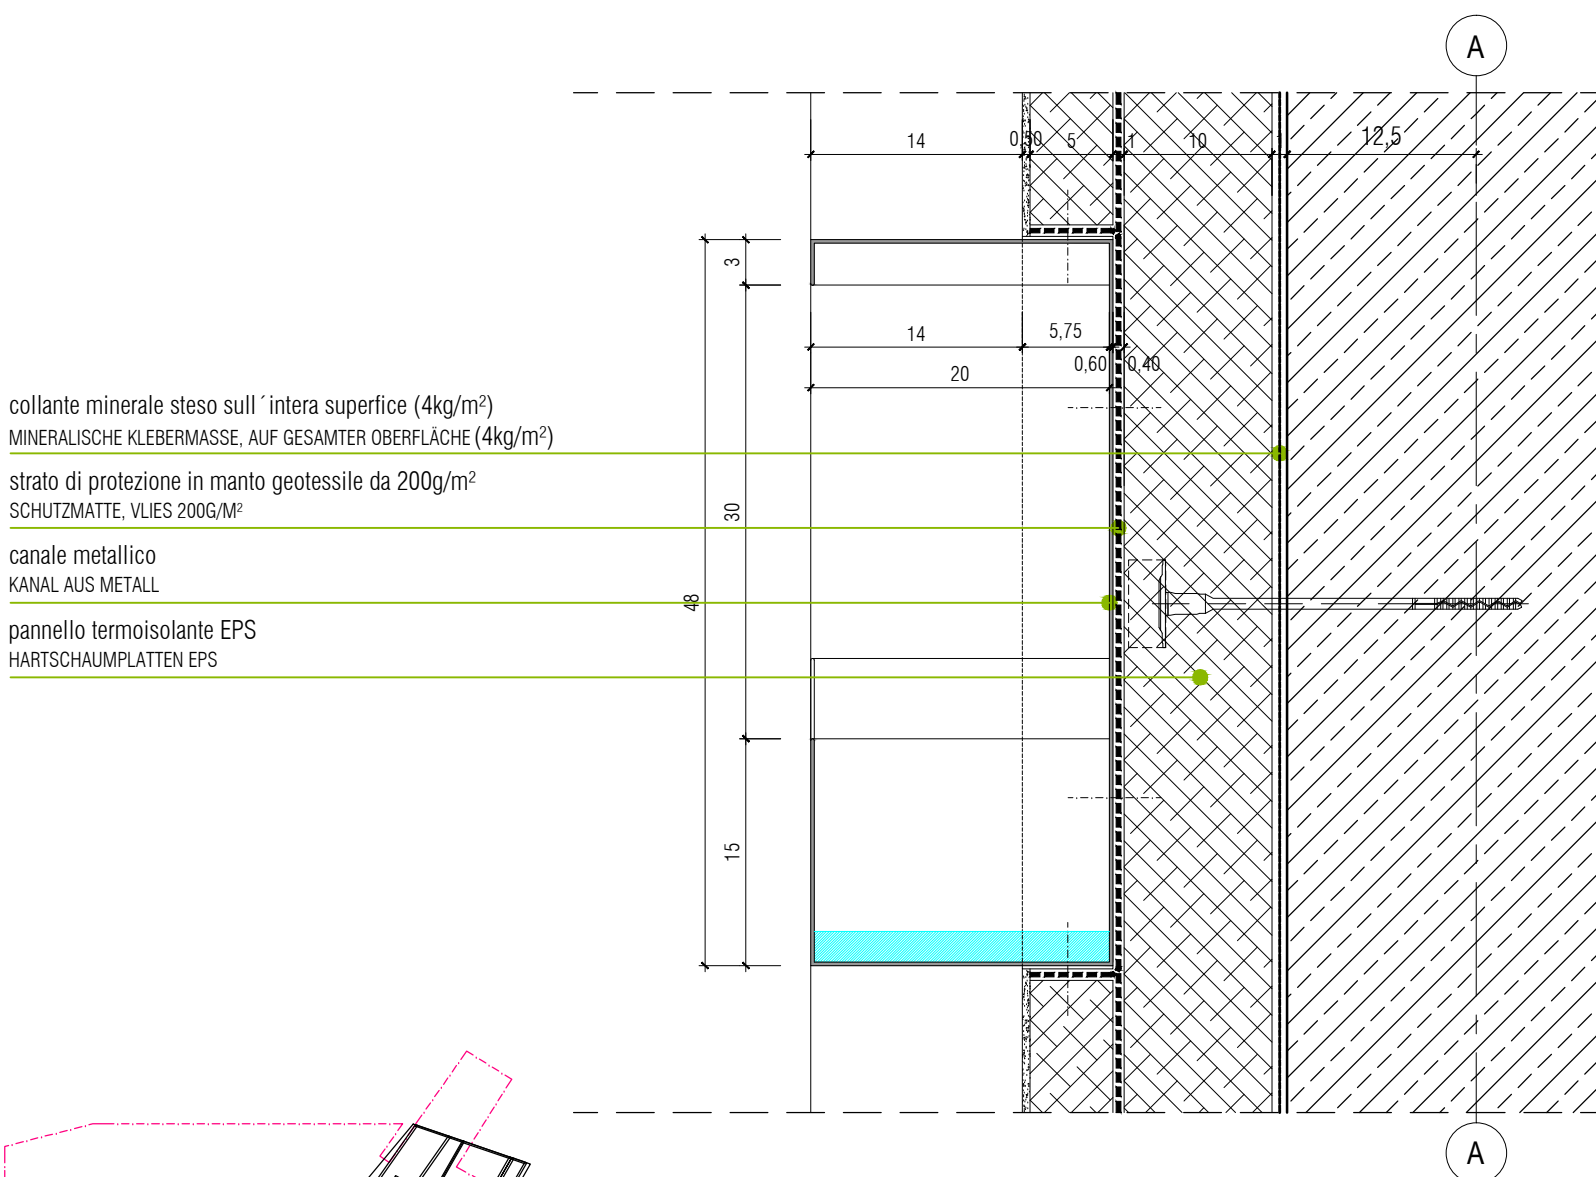 A
14
0,50
5
1
10
1
12,5
3
14
5,75
0,60
0,40
20
collante minerale steso sull´intera superfice (4kg/m²)
MINERALISCHE KLEBERMASSE, AUF GESAMTER OBERFLÄCHE (4kg/m²)
strato di protezione in manto geotessile da 200g/m²
SCHUTZMATTE, VLIES 200G/M²
30
canale metallico
KANAL AUS METALL
48
pannello termoisolante EPS
HARTSCHAUMPLATTEN EPS
15
A